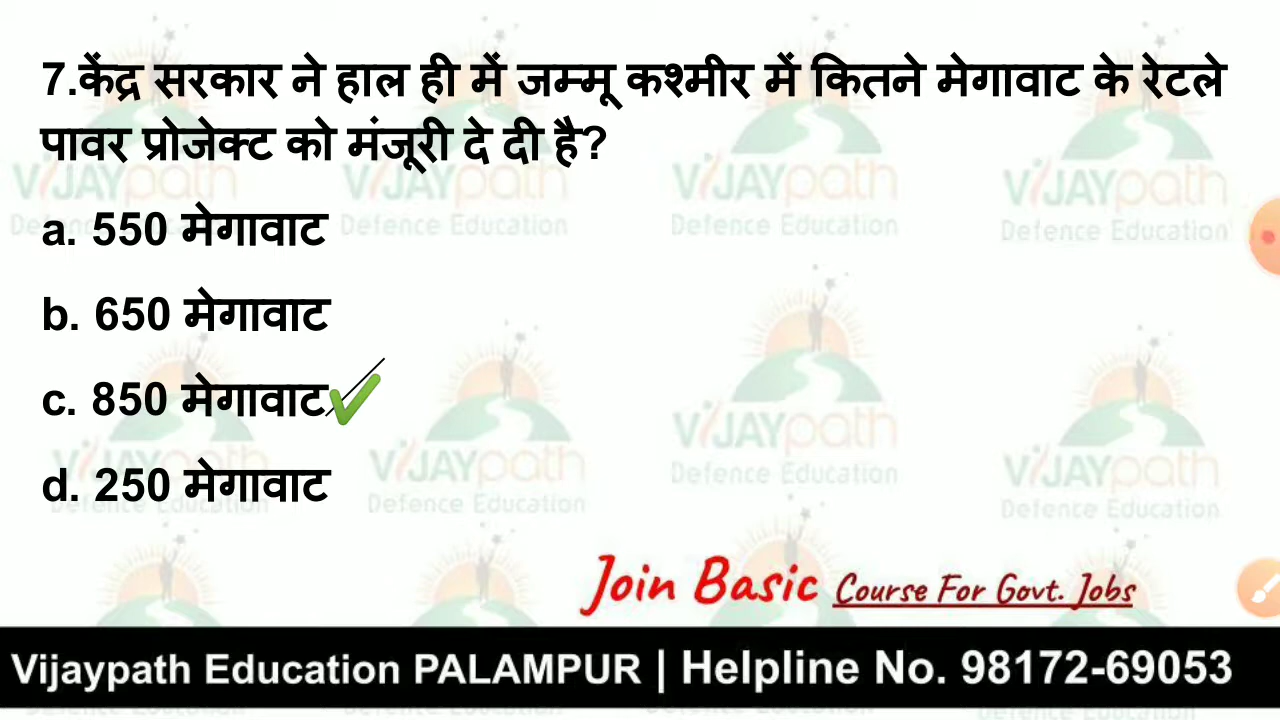 7.केंद्र सरकार ने हाल ही में जम्मू कश्मीर में कितने मेगावाट के रेटले
पावर प्रोजेक्ट को मंजूरी दे दी है?
a. 550 मेगावाट
b. 650 मेगावाट
c. 850 मेगावाट
d. 250 मेगावाट
Join Basic Course For Govt. Jobs
Vijaypath Education PALAMPUR | Helpline No. 98172-69053